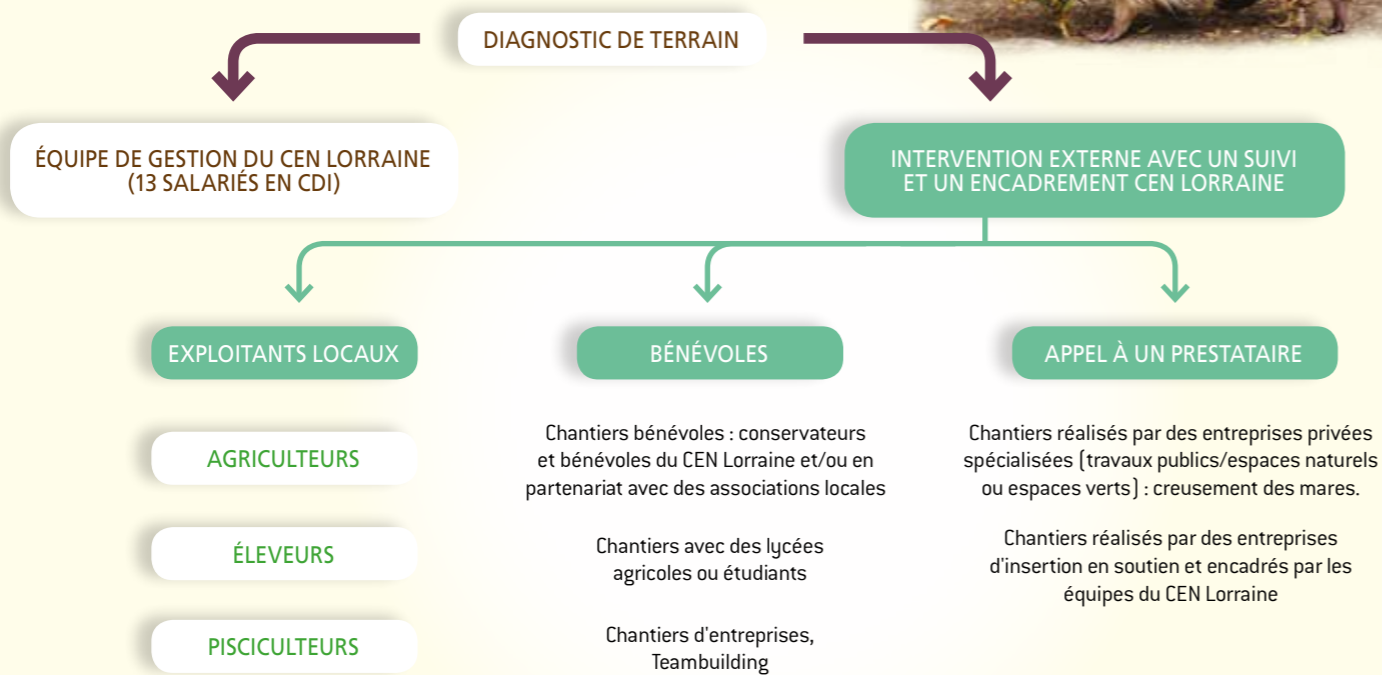 DIAGNOSTIC DE TERRAIN
ÉQUIPE DE GESTION DU CEN LORRAINE
(13 SALARIÉS EN CDI)
INTERVENTION EXTERNE AVEC UN SUIVI
ET UN ENCADREMENT CEN LORRAINE
EXPLOITANTS LOCAUX
AGRICULTEURS
ÉLEVEURS
PISCICULTEURS
BÉNÉVOLES
Chantiers bénévoles : conservateurs
et bénévoles du CEN Lorraine et/ou en
partenariat avec des associations locales
Chantiers avec des lycées
agricoles ou étudiants
Chantiers d'entreprises,
Teambuilding
APPEL À UN PRESTATAIRE
Chantiers réalisés par des entreprises privées
spécialisées (travaux publics/espaces naturels
ou espaces verts) : creusement des mares.
Chantiers réalisés par des entreprises
d'insertion en soutien et encadrés par les
équipes du CEN Lorraine